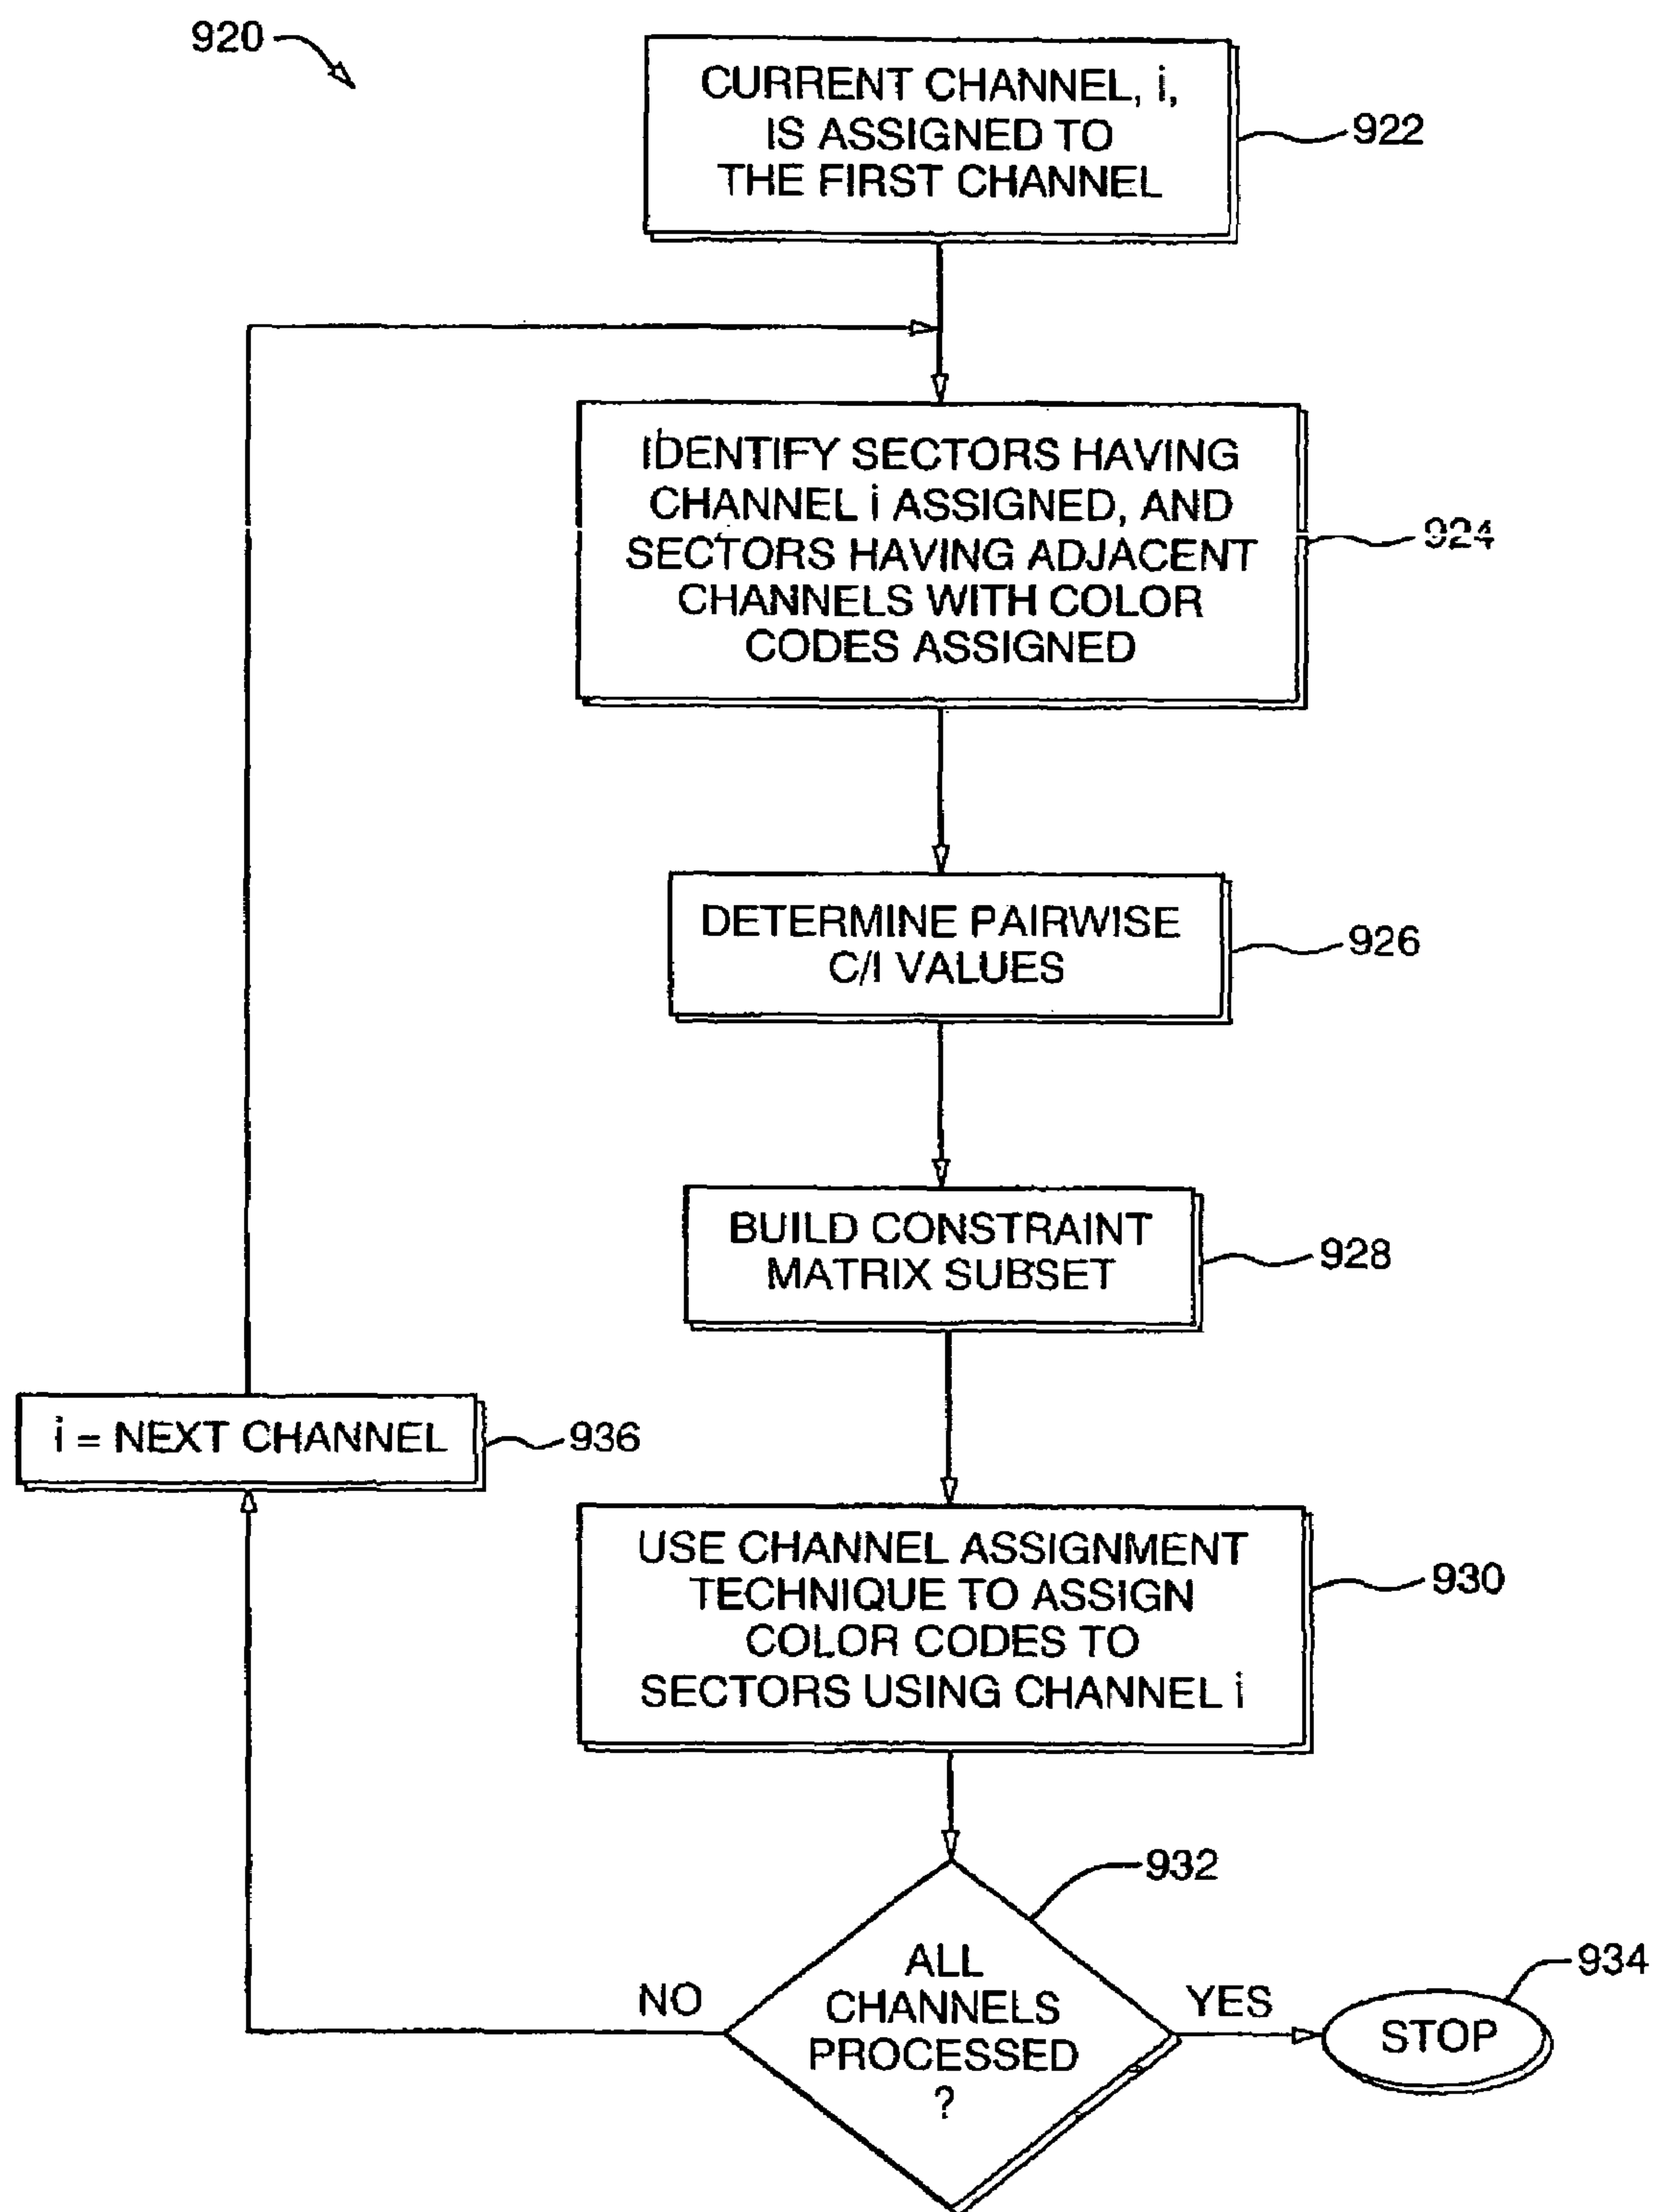 920
CURRENT CHANNEL, i,
IS ASSIGNED TO
THE FIRST CHANNEL
922
IDENTIFY SECTORS HAVING
CHANNEL i ASSIGNED, AND
SECTORS HAVING ADJACENT
CHANNELS WITH COLOR
CODES ASSIGNED
924
DETERMINE PAIRWISE
C/I VALUES
926
BUILD CONSTRAINT
MATRIX SUBSET
928
i = NEXT CHANNEL
936
USE CHANNEL ASSIGNMENT
TECHNIQUE TO ASSIGN
COLOR CODES TO
SECTORS USING CHANNEL i
930
932
ALL
CHANNELS
PROCESSED
?
NO
YES
934
STOP